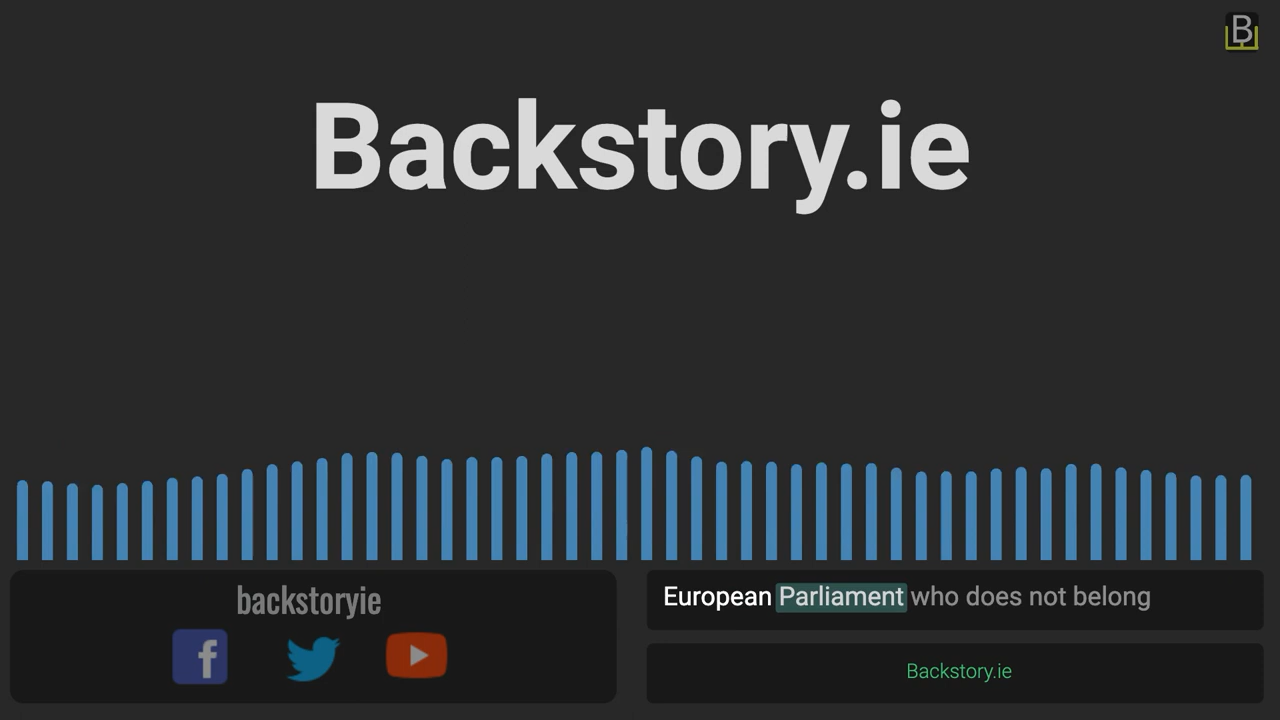 B
Backstory.ie
backstoryie
f
European Parliament who does not belong
Backstory.ie